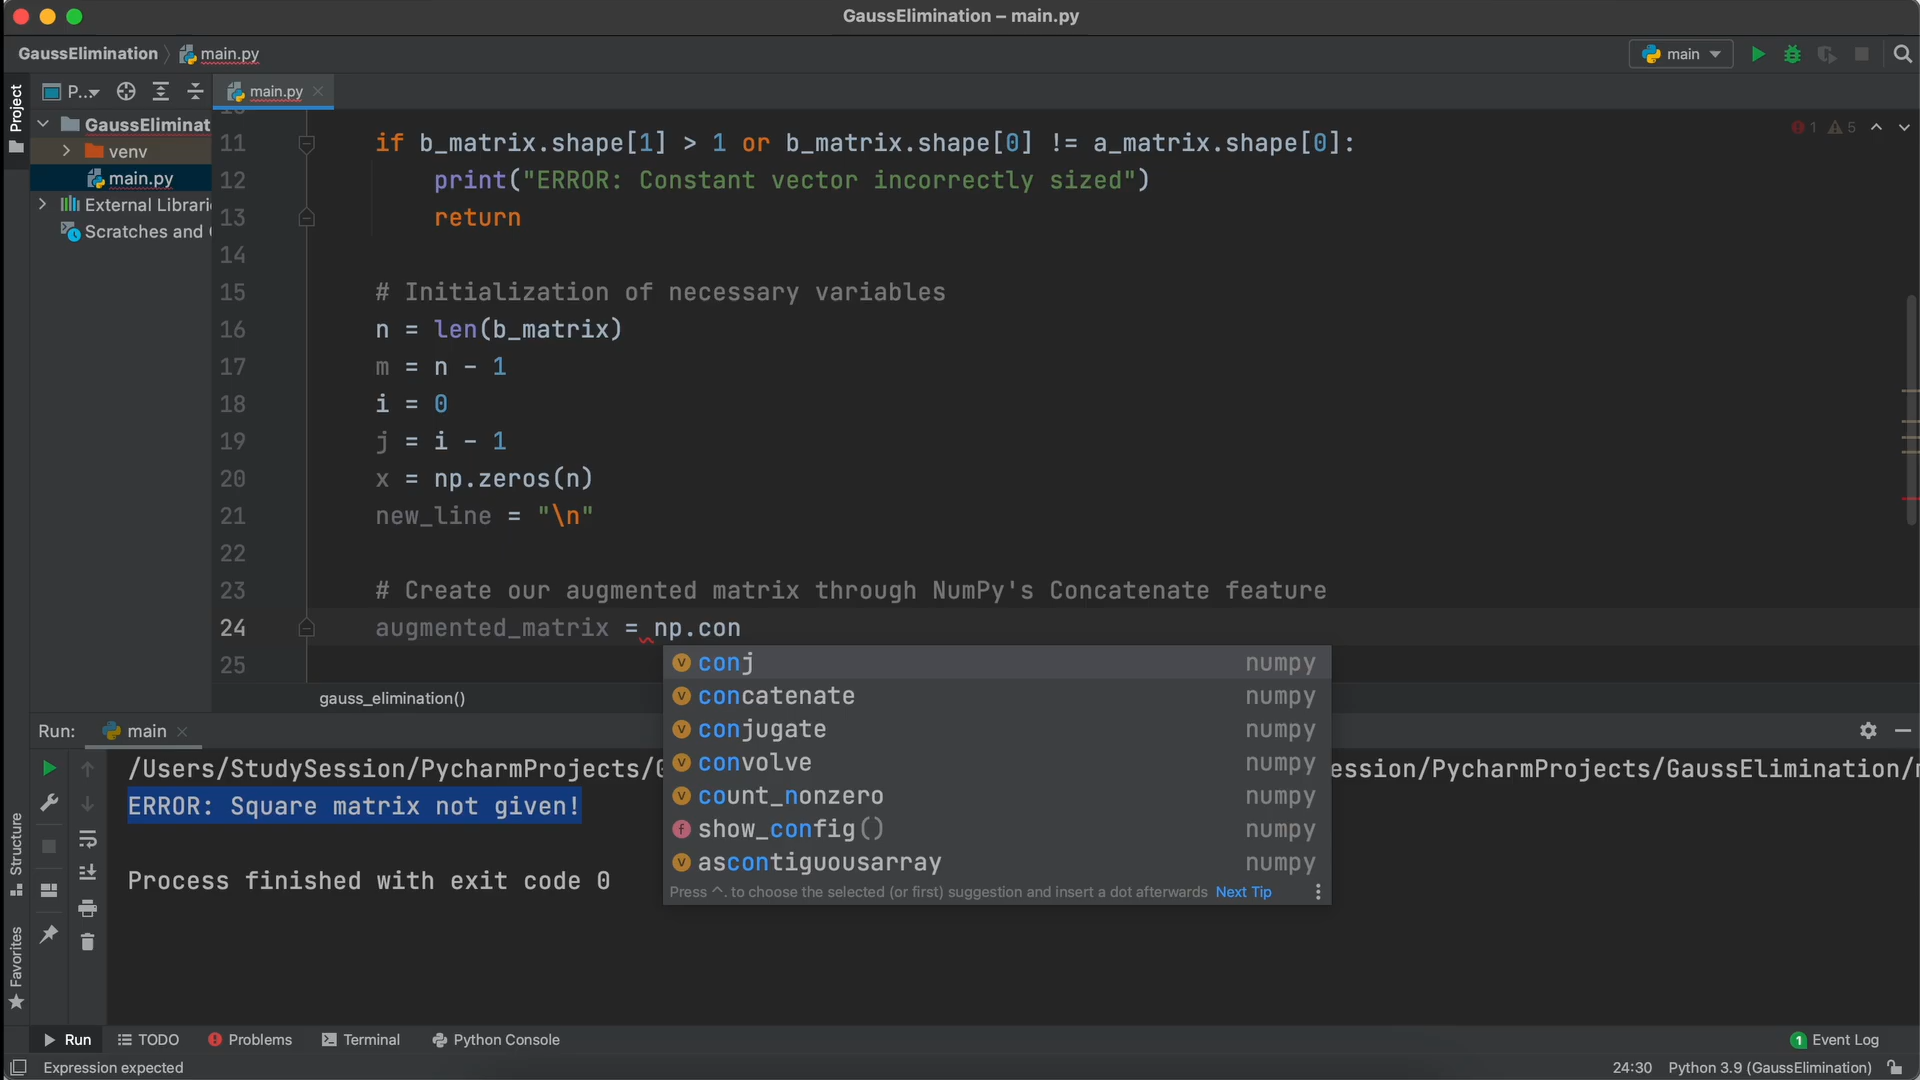 GaussElimination – main.py
GaussElimination
main.py
main
Project
P...
main.py
GaussEliminat
venv
main.py
External Librari
Scratches and
11 if b_matrix.shape[1] > 1 or b_matrix.shape[0] != a_matrix.shape[0]:
12 print("ERROR: Constant vector incorrectly sized")
13 return
14
15 # Initialization of necessary variables
16 n = len(b_matrix)
17 m = n - 1
18 i = 0
19 j = i - 1
20 x = np.zeros(n)
21 new_line = "\n"
22
23 # Create our augmented matrix through NumPy's Concatenate feature
24 augmented_matrix = np.con
25
1 5
conj numpy
concatenate numpy
conjugate numpy
convolve numpy
count_nonzero numpy
show_config() numpy
ascontiguousarray numpy
Press ^. to choose the selected (or first) suggestion and insert a dot afterwards Next Tip
gauss_elimination()
Run: main
/Users/StudySession/PycharmProjects/ ession/PycharmProjects/GaussElimination/
ERROR: Square matrix not given!
Process finished with exit code 0
Structure
Favorites
Run TODO Problems Terminal Python Console
1 Event Log
Expression expected
24:30 Python 3.9 (GaussElimination)